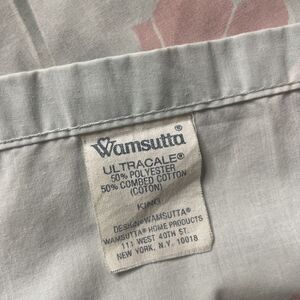 Wamsutta®
ULTRACALE®
50% POLYESTER
50% COMBED COTTON
(COTON)
KING
DESIGN®WAMSUTTA®
WAMSUTTA® HOME PRODUCTS
111 WEST 40TH ST.
NEW YORK, N.Y. 10018